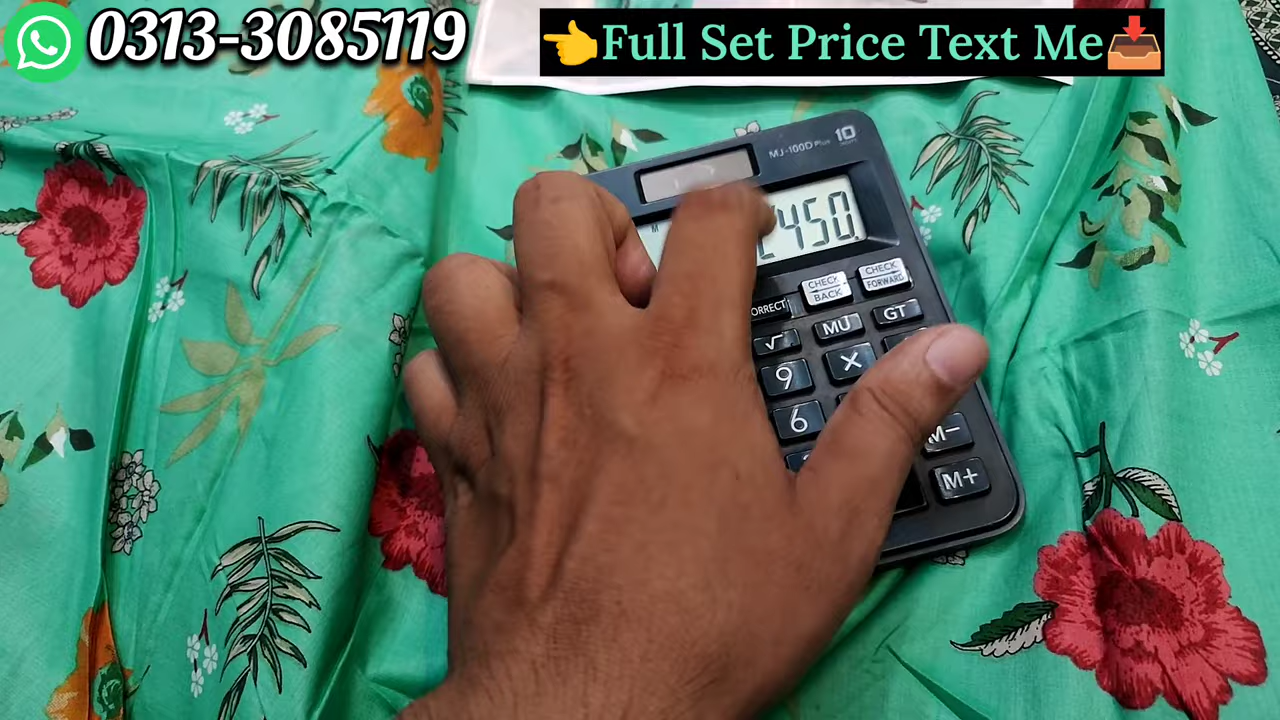 0313-3085119
👈Full Set Price Text Me📥
MJ-100D Plus 10
M
450
CHECK BACK
CHECK FORWARD
√
MU
GT
9
×
6
M−
M+